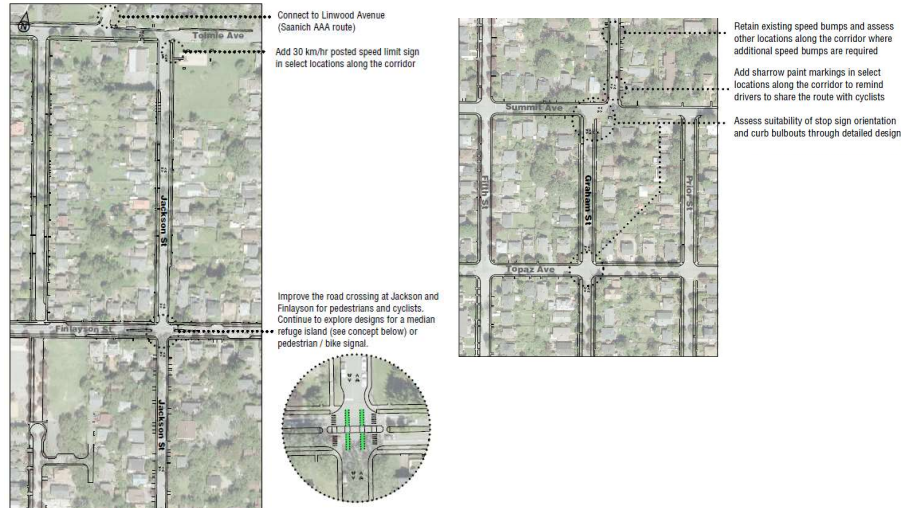 Connect to Linwood Avenue
(Saanich AAA route)
Tolmie Ave
Add 30 km/hr posted speed limit sign
in select locations along the corridor
Jackson St
Improve the road crossing at Jackson and
Finlayson for pedestrians and cyclists.
Continue to explore designs for a median
refuge island (see concept below) or
pedestrian / bike signal.
Finlayson St
Jackson St
Retain existing speed bumps and assess
other locations along the corridor where
additional speed bumps are required
Add sharrow paint markings in select
locations along the corridor to remind
drivers to share the route with cyclists
Summit Ave
Assess suitability of stop sign orientation
and curb bulbouts through detailed design
Fifth St
Graham St
Prior St
Topaz Ave